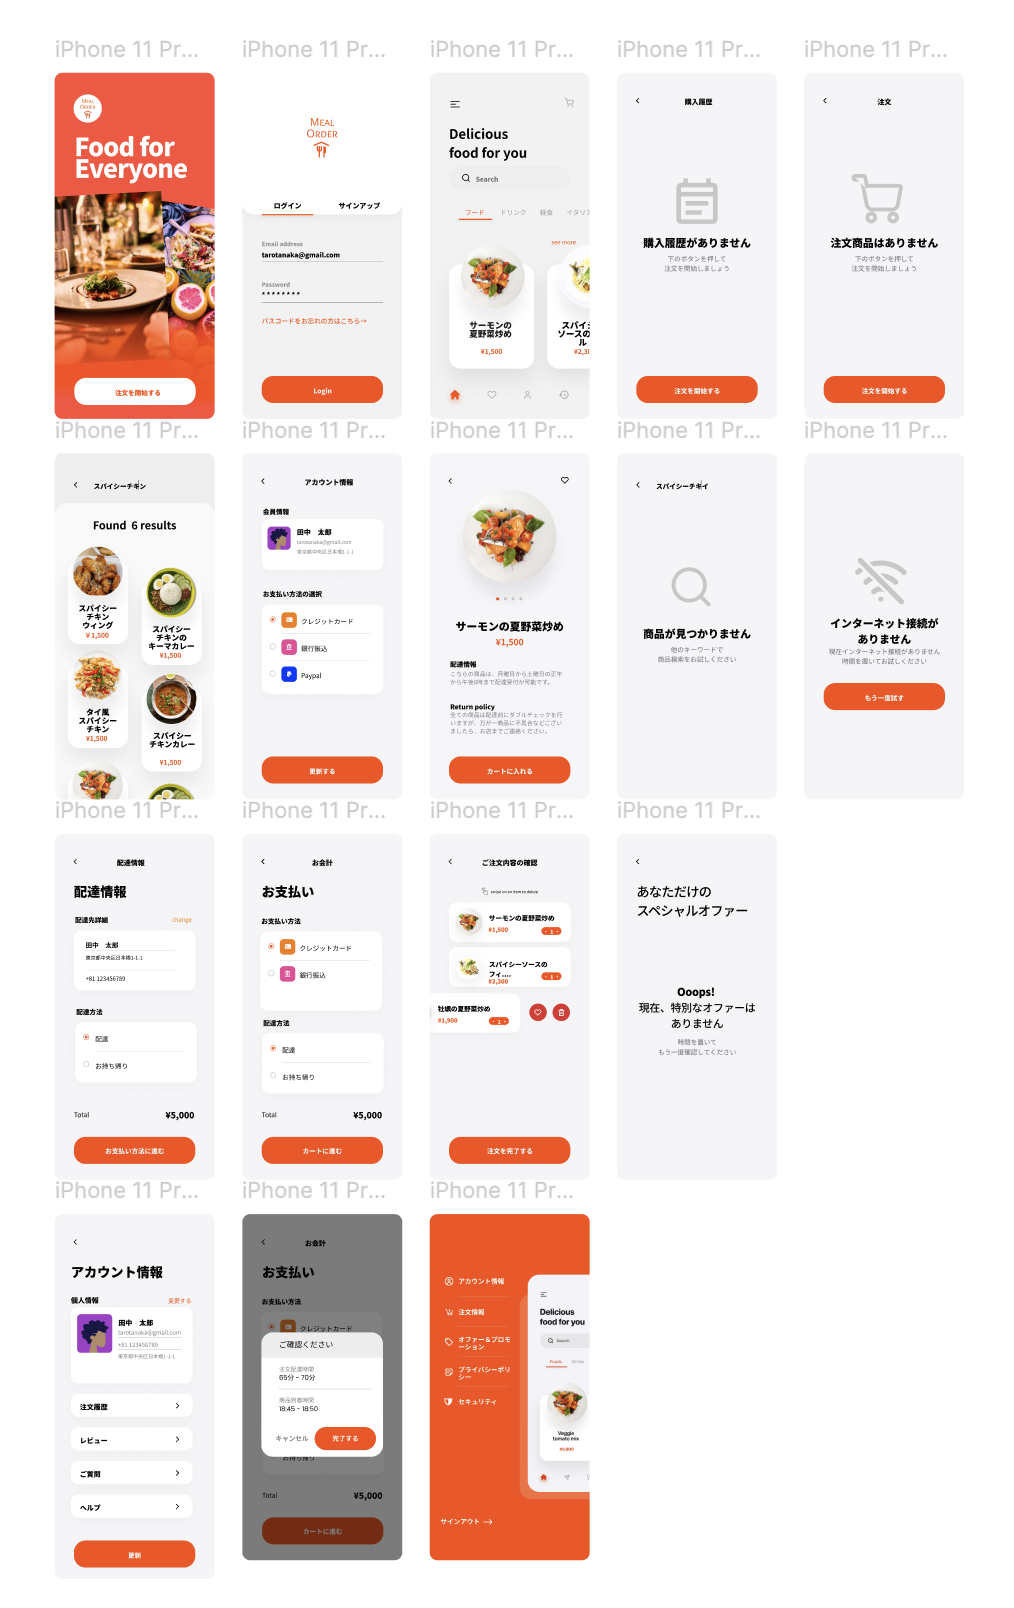 iPhone 11 Pr...
iPhone 11 Pr...
iPhone 11 Pr...
iPhone 11 Pr...
iPhone 11 Pr...
MEAL
ORDER
Food for
Everyone
注文を開始する
MEAL
ORDER
ログイン
サインアップ
Email address
tarotanaka@gmail.com
Password
********
パスコードをお忘れの方はこちら→
Login
Delicious
food for you
Search
フード
ドリンク
軽食
イタリア
see more
サーモンの
夏野菜炒め
¥1,500
スパイシ
ソースの
ル
¥2,30
購入履歴
購入履歴がありません
下のボタンを押して
注文を開始しましょう
注文を開始する
注文
注文商品はありません
下のボタンを押して
注文を開始しましょう
注文を開始する
iPhone 11 Pr...
iPhone 11 Pr...
iPhone 11 Pr...
iPhone 11 Pr...
iPhone 11 Pr...
スパイシーチキン
Found 6 results
スパイシー
チキン
ウィング
¥ 1,500
スパイシー
チキンの
キーマカレー
¥1,500
タイ風
スパイシー
チキン
¥1,500
スパイシー
チキンカレー
¥1,500
アカウント情報
会員情報
田中 太郎
tarotanaka@gmail.com
東京都中央区日本橋1-1-1
お支払い方法の選択
クレジットカード
銀行振込
Paypal
更新する
サーモンの夏野菜炒め
¥1,500
配達情報
こちらの商品は、月曜日から土曜日の正午
から午後8時まで配達受付が可能です。
Return policy
全ての商品は配達前にダブルチェックを行
いますが、万が一商品に不具合などござい
ましたら、お店までご連絡ください。
カートに入れる
スパイシーチキイ
商品が見つかりません
他のキーワードで
商品検索をお試しください
インターネット接続が
ありません
現在インターネット接続がありません
時間を置いてお試しください
もう一度試す
iPhone 11 Pr...
iPhone 11 Pr...
iPhone 11 Pr...
iPhone 11 Pr...
配達情報
配達情報
配達先詳細
change
田中 太郎
東京都中央区日本橋1-1-1
+81 123456789
配達方法
配達
お持ち帰り
Total
¥5,000
お支払い方法に進む
お会計
お支払い
お支払い方法
クレジットカード
銀行振込
配達方法
配達
お持ち帰り
Total
¥5,000
カートに進む
ご注文内容の確認
swipe on an item to delete
サーモンの夏野菜炒め
¥1,500
- 1 +
スパイシーソースの
フィ....
¥2,300
- 1 +
牡蠣の夏野菜炒め
¥1,900
- 1 +
注文を完了する
あなただけの
スペシャルオファー
Ooops!
現在、特別なオファーは
ありません
時間を置いて
もう一度確認してください
iPhone 11 Pr...
iPhone 11 Pr...
iPhone 11 Pr...
アカウント情報
個人情報
変更する
田中 太郎
tarotanaka@gmail.com
+81 123456789
東京都中央区日本橋1-1-1
注文履歴
レビュー
ご質問
ヘルプ
更新
お会計
お支払い
お支払い方法
クレジットカード
ご確認ください
注文配達時間
65分 - 70分
商品到着時間
18:45 - 18:50
キャンセル
完了する
お持ち帰り
Total
¥5,000
カートに進む
アカウント情報
注文情報
オファー＆プロモ
ーション
プライバシーポリ
シー
セキュリティ
サインアウト
Delicious
food for you
Search
Foods
Drinks
Veggie
tomato mix